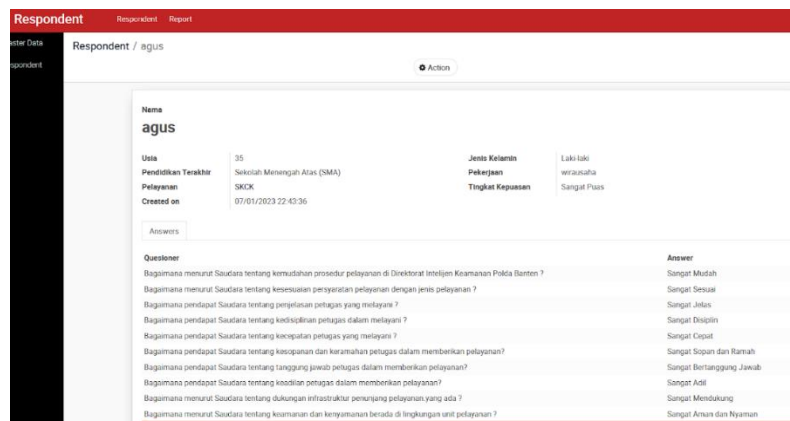 Respondent Respondent Report
aster Data
spondent
Respondent / agus
Action
Nama
agus
Usia 35 Jenis Kelamin Laki-laki
Pendidikan Terakhir Sekolah Menengah Atas (SMA) Pekerjaan wirausaha
Pelayanan SKCK Tingkat Kepuasan Sangat Puas
Created on 07/01/2023 22:43:36
Answers
Quesioner Answer
Bagaimana menurut Saudara tentang kemudahan prosedur pelayanan di Direktorat Intelijen Keamanan Polda Banten ? Sangat Mudah
Bagaimana menurut Saudara tentang kesesuaian persyaratan pelayanan dengan jenis pelayanan ? Sangat Sesuai
Bagaimana pendapat Saudara tentang penjelasan petugas yang melayani ? Sangat Jelas
Bagaimana pendapat Saudara tentang kedisiplinan petugas dalam melayani ? Sangat Disiplin
Bagaimana pendapat Saudara tentang kecepatan petugas yang melayani ? Sangat Cepat
Bagaimana pendapat Saudara tentang kesopanan dan keramahan petugas dalam memberikan pelayanan? Sangat Sopan dan Ramah
Bagaimana pendapat Saudara tentang tanggung jawab petugas dalam memberikan pelayanan? Sangat Bertanggung Jawab
Bagaimana pendapat Saudara tentang keadilan petugas dalam memberikan pelayanan? Sangat Adil
Bagaimana menurut Saudara tentang dukungan infrastruktur penunjang pelayanan yang ada ? Sangat Mendukung
Bagaimana menurut Saudara tentang keamanan dan kenyamanan berada di lingkungan unit pelayanan ? Sangat Aman dan Nyaman